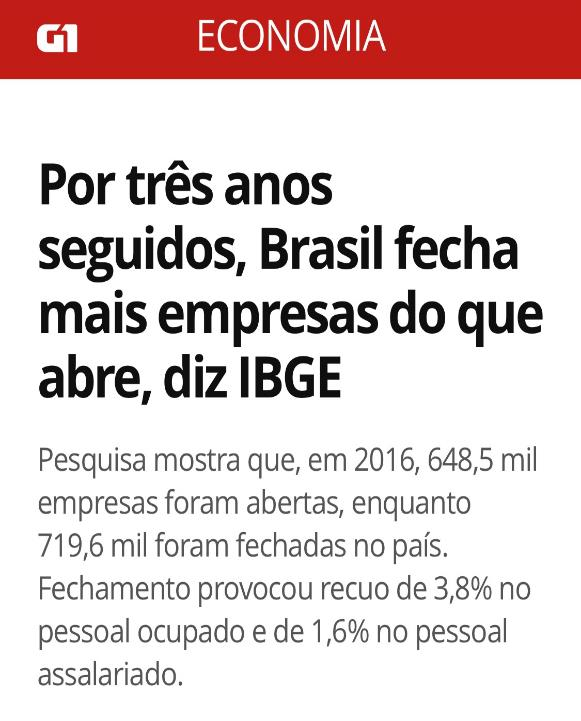 G1 ECONOMIA
Por três anos
seguidos, Brasil fecha
mais empresas do que
abre, diz IBGE
Pesquisa mostra que, em 2016, 648,5 mil
empresas foram abertas, enquanto
719,6 mil foram fechadas no país.
Fechamento provocou recuo de 3,8% no
pessoal ocupado e de 1,6% no pessoal
assalariado.